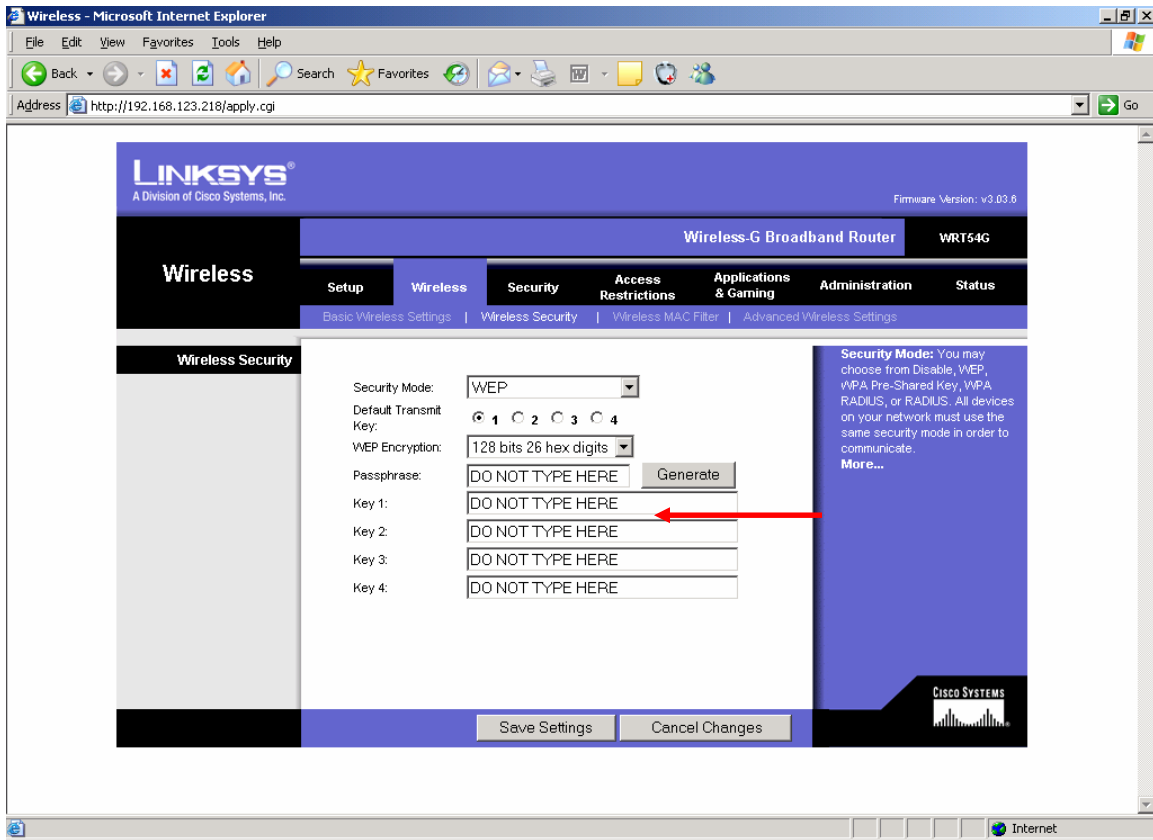 Wireless - Microsoft Internet Explorer
File Edit View Favorites Tools Help
Back Search Favorites
Address http://192.168.123.218/apply.cgi Go
LINKSYS®
A Division of Cisco Systems, Inc.
Firmware Version: v3.03.6
Wireless-G Broadband Router WRT54G
Wireless
Setup Wireless Security Access Restrictions Applications & Gaming Administration Status
Basic Wireless Settings | Wireless Security | Wireless MAC Filter | Advanced Wireless Settings
Wireless Security
Security Mode: WEP
Default Transmit Key: 1 2 3 4
WEP Encryption: 128 bits 26 hex digits
Passphrase: DO NOT TYPE HERE Generate
Key 1: DO NOT TYPE HERE
Key 2: DO NOT TYPE HERE
Key 3: DO NOT TYPE HERE
Key 4: DO NOT TYPE HERE
Security Mode: You may
choose from Disable, WEP,
WPA Pre-Shared Key, WPA
RADIUS, or RADIUS. All devices
on your network must use the
same security mode in order to
communicate.
More...
CISCO SYSTEMS
Save Settings Cancel Changes
Internet